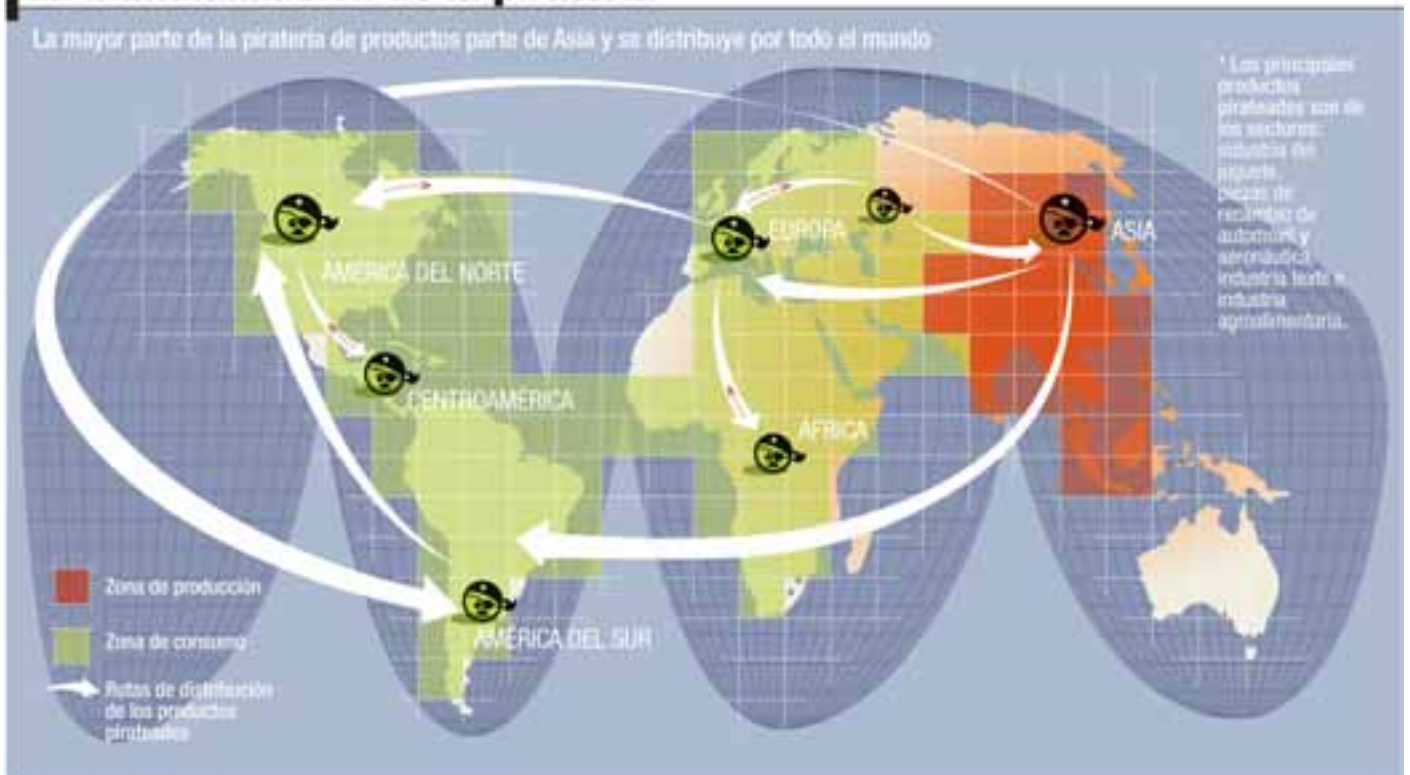 La mayor parte de la piratería de productos parte de Asia y se distribuye por todo el mundo
* Los principales
productos
pirateados son de
los sectores:
industria del
juguete,
piezas de
recambio de
automóvil y
aeronáutica
industria
industria
agroalimentaria.
EUROPA
ASIA
AMÉRICA DEL NORTE
CENTROAMÉRICA
ÁFRICA
AMÉRICA DEL SUR
Zona de producción
Zona de consumo
Rutas de distribución
de los productos
pirateados